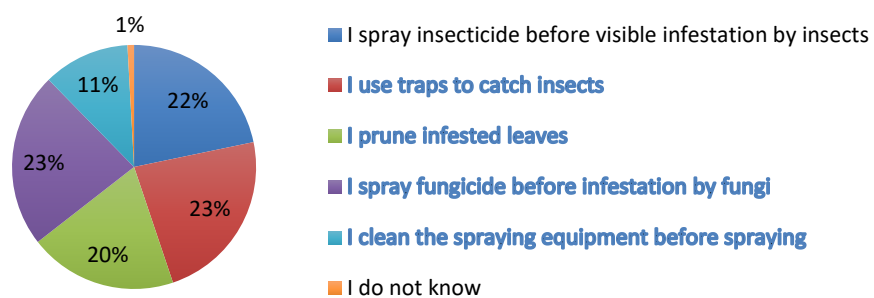 1%
11%
22%
23%
23%
20%
I spray insecticide before visible infestation by insects
I use traps to catch insects
I prune infested leaves
I spray fungicide before infestation by fungi
I clean the spraying equipment before spraying
I do not know